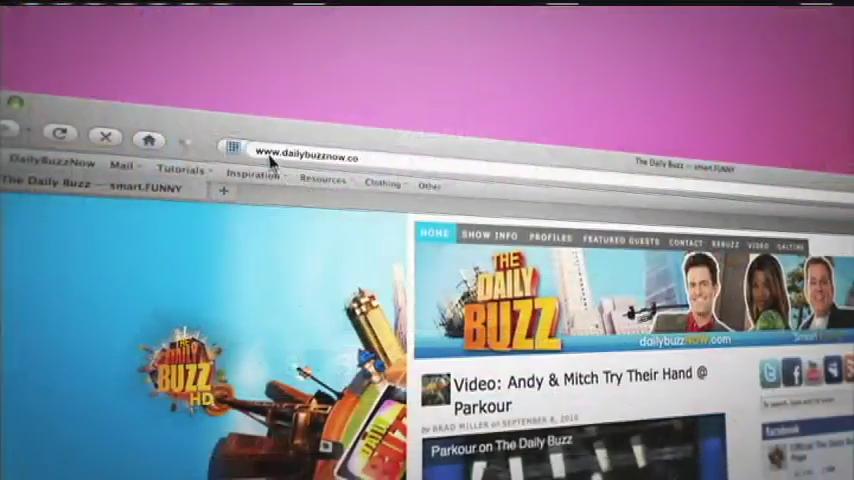 www.dailybuzznow.co
The Daily Buzz — smart.FUNNY
DailyBuzzNow Mail Tutorials Inspiration Resources Clothing Other
The Daily Buzz — smart.FUNNY +
HOME SHOW INFO PROFILES FEATURED GUESTS CONTACT REBUZZ VIDEO
THE
DAILY
BUZZ
dailybuzzNOW.com
THE
DAILY
BUZZ
HD
Video: Andy & Mitch Try Their Hand @
Parkour
by BRAD MILLER on SEPTEMBER 8, 2010
Parkour on The Daily Buzz
Facebook